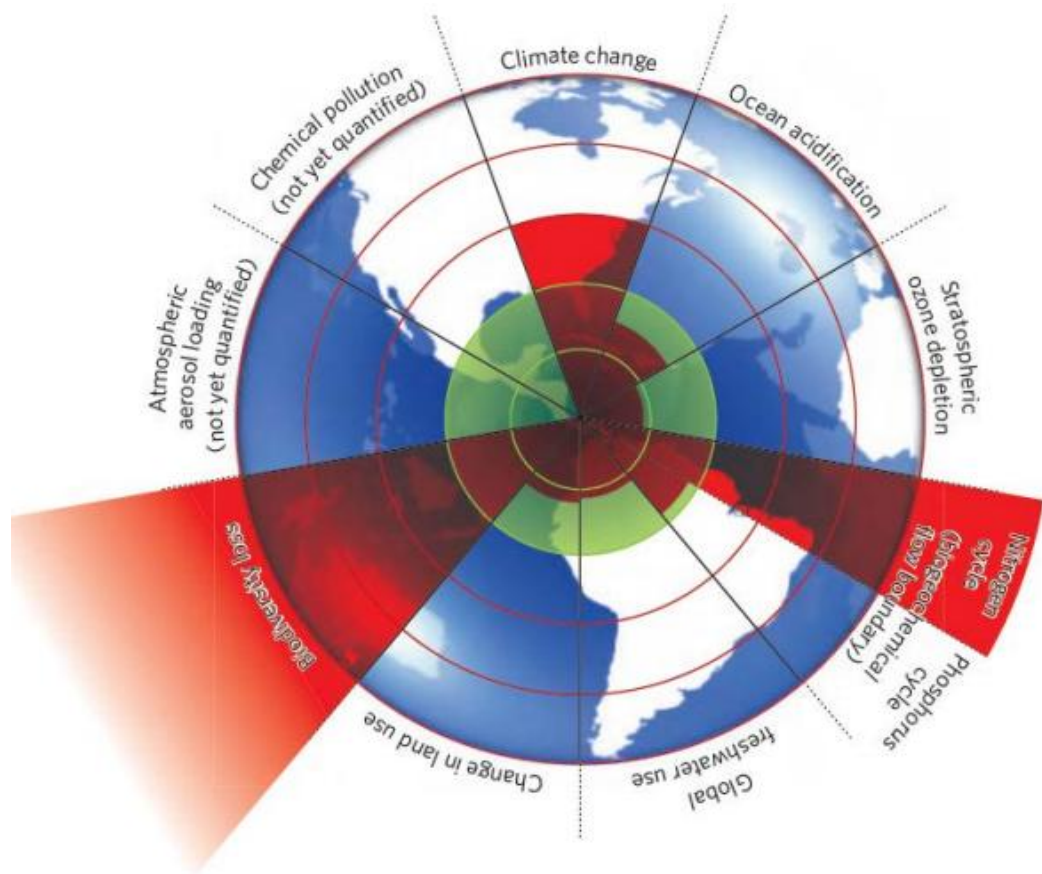 Climate change
Ocean acidification
Stratospheric
ozone depletion
Nitrogen
cycle
(biogeochemical
flow boundary)
Phosphorus
cycle
Global
freshwater use
Change in land use
Biodiversity loss
Atmospheric
aerosol loading
(not yet quantified)
Chemical pollution
(not yet quantified)